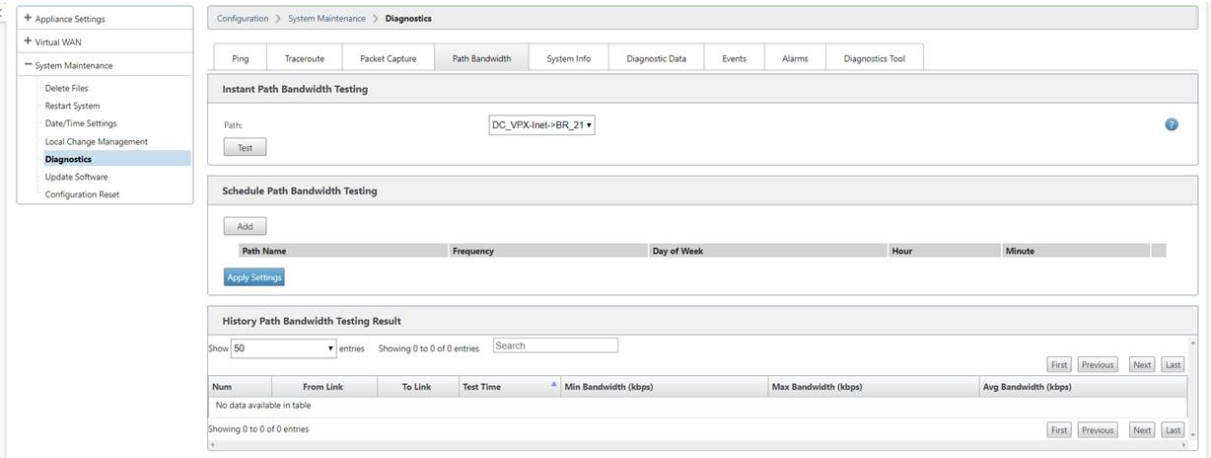 + Appliance Settings
+ Virtual WAN
− System Maintenance
Delete Files
Restart System
Date/Time Settings
Local Change Management
Diagnostics
Update Software
Configuration Reset
Configuration > System Maintenance > Diagnostics
Ping Traceroute Packet Capture Path Bandwidth System Info Diagnostic Data Events Alarms Diagnostics Tool
Instant Path Bandwidth Testing
Path: DC_VPX-Inet->BR_21 ?
Test
Schedule Path Bandwidth Testing
Add
Path Name Frequency Day of Week Hour Minute
Apply Settings
History Path Bandwidth Testing Result
Show 50 entries Showing 0 to 0 of 0 entries Search
First Previous Next Last
Num From Link To Link Test Time Min Bandwidth (kbps) Max Bandwidth (kbps) Avg Bandwidth (kbps)
No data available in table
Showing 0 to 0 of 0 entries First Previous Next Last